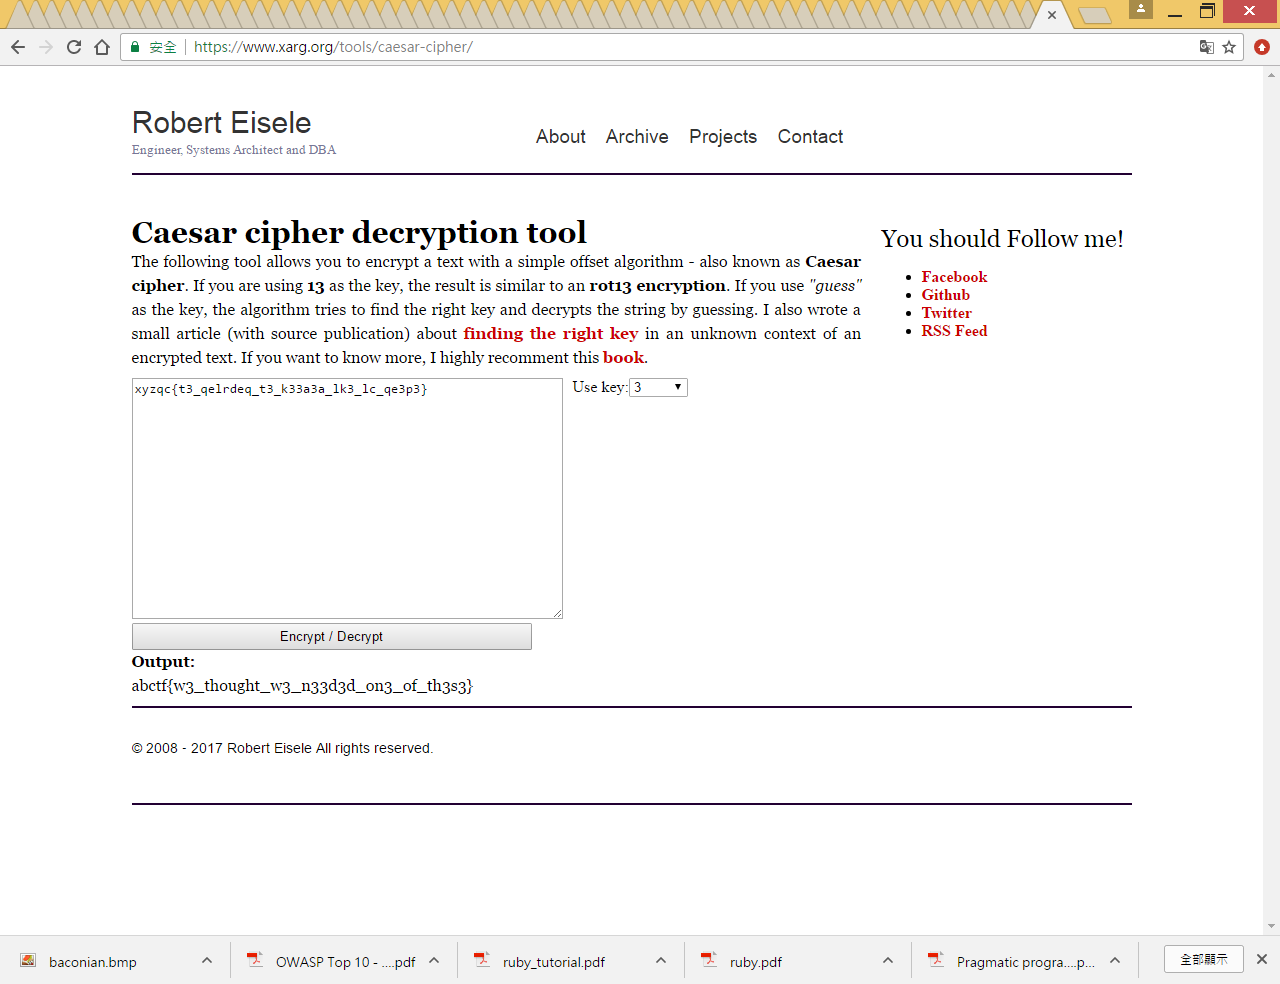 安全 https://www.xarg.org/tools/caesar-cipher/
Robert Eisele
Engineer, Systems Architect and DBA
About Archive Projects Contact
Caesar cipher decryption tool
The following tool allows you to encrypt a text with a simple offset algorithm - also known as Caesar
cipher. If you are using 13 as the key, the result is similar to an rot13 encryption. If you use "guess"
as the key, the algorithm tries to find the right key and decrypts the string by guessing. I also wrote a
small article (with source publication) about finding the right key in an unknown context of an
encrypted text. If you want to know more, I highly recomment this book.
You should Follow me!
Facebook
Github
Twitter
RSS Feed
xyzqc{t3_qelrdeq_t3_k33a3a_lk3_lc_qe3p3}
Use key: 3
Encrypt / Decrypt
Output:
abctf{w3_thought_w3_n33d3d_on3_of_th3s3}
© 2008 - 2017 Robert Eisele All rights reserved.
baconian.bmp OWASP Top 10 - ....pdf ruby_tutorial.pdf ruby.pdf Pragmatic progra....p... 全部顯示